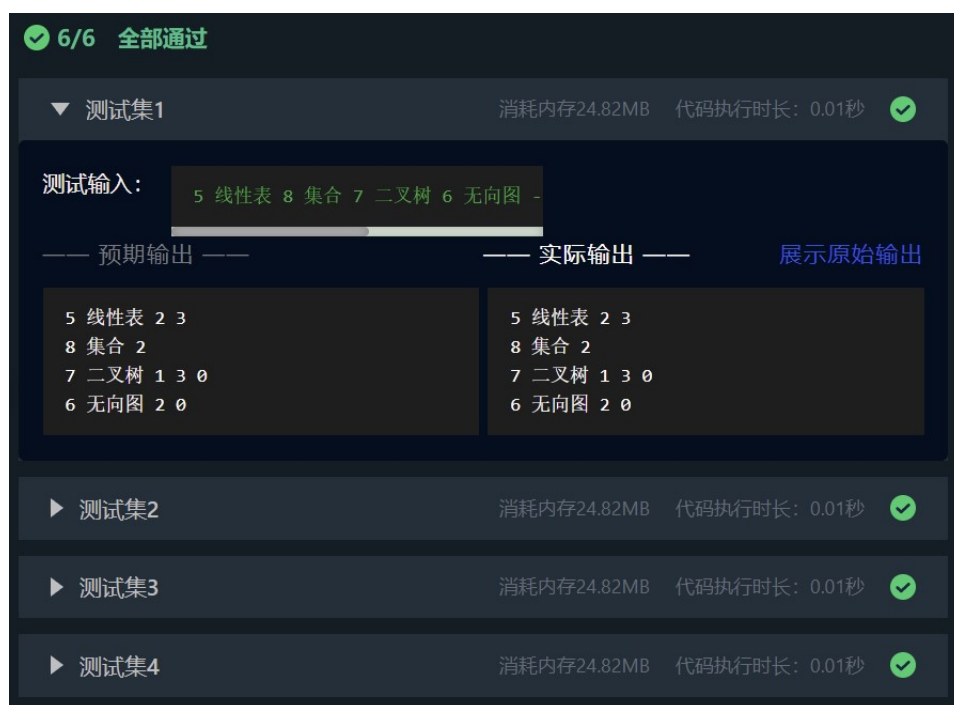 6/6 全部通过
测试集1 消耗内存24.82MB 代码执行时长：0.01秒
测试输入：
5 线性表 8 集合 7 二叉树 6 无向图 -
—— 预期输出 —— —— 实际输出 —— 展示原始输出
5 线性表 2 3 5 线性表 2 3
8 集合 2 8 集合 2
7 二叉树 1 3 0 7 二叉树 1 3 0
6 无向图 2 0 6 无向图 2 0
测试集2 消耗内存24.82MB 代码执行时长：0.01秒
测试集3 消耗内存24.82MB 代码执行时长：0.01秒
测试集4 消耗内存24.82MB 代码执行时长：0.01秒